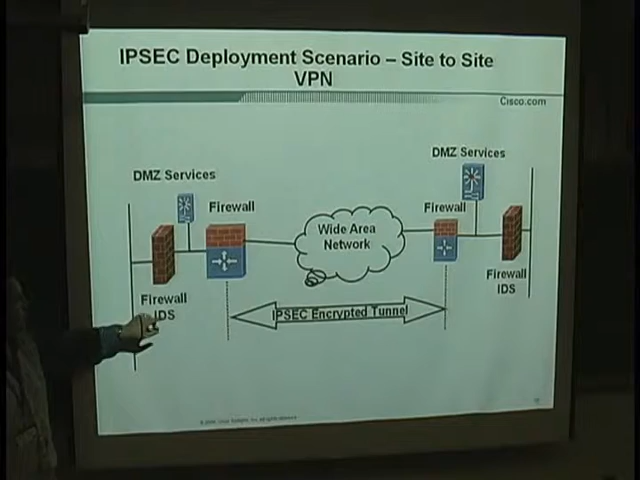 IPSEC Deployment Scenario – Site to Site
VPN
Cisco.com
DMZ Services
DMZ Services
Firewall
Firewall
Wide Area
Network
Firewall
IDS
Firewall
IDS
IPSEC Encrypted Tunnel